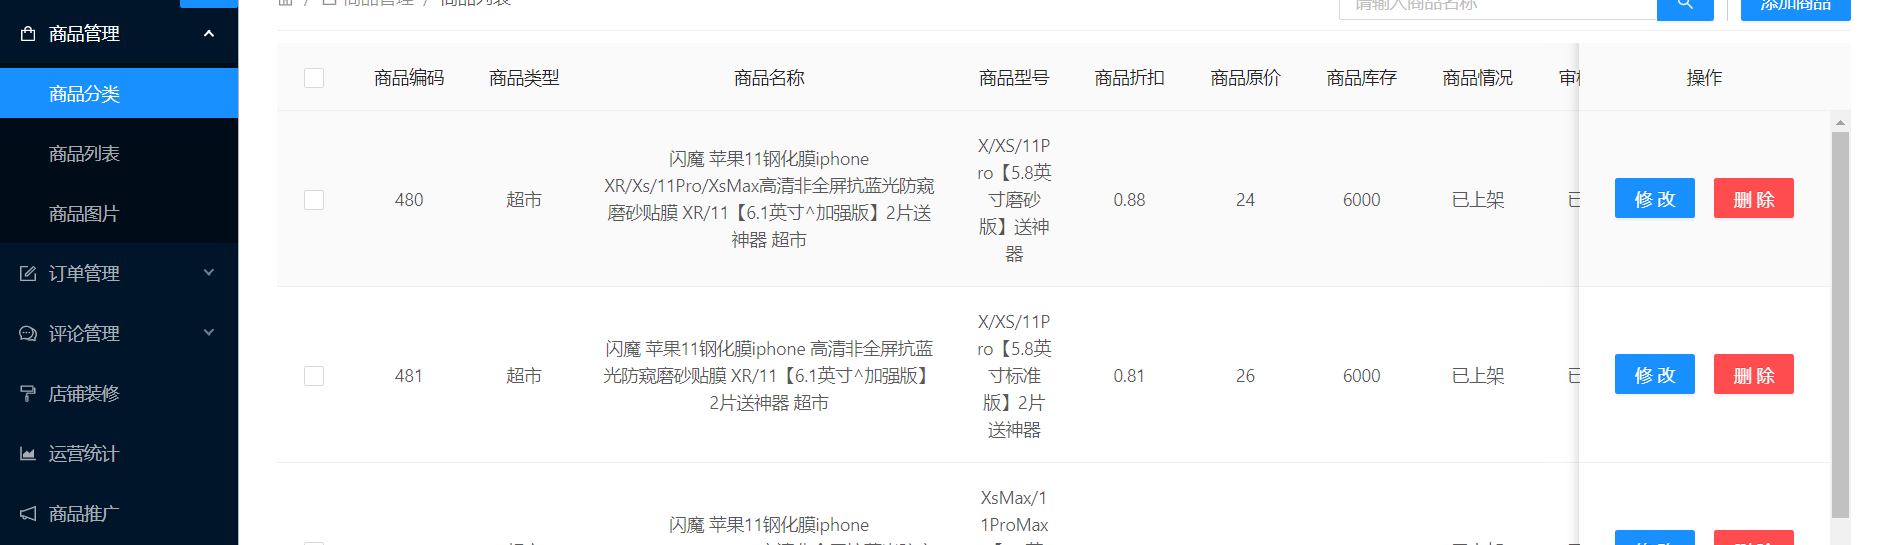 商品管理
商品分类
商品列表
商品图片
订单管理
评论管理
店铺装修
运营统计
商品推广
/ 商品管理 / 商品列表
请输入商品名称
添加商品
商品编码 商品类型 商品名称 商品型号 商品折扣 商品原价 商品库存 商品情况 操作
480
超市
闪魔 苹果11钢化膜iphone
XR/Xs/11Pro/XsMax高清非全屏抗蓝光防窥
磨砂贴膜 XR/11【6.1英寸^加强版】2片送
神器 超市
X/XS/11P
ro【5.8英
寸磨砂
版】送神
器
0.88
24
6000
已上架
已
修 改
删 除
481
超市
闪魔 苹果11钢化膜iphone 高清非全屏抗蓝
光防窥磨砂贴膜 XR/11【6.1英寸^加强版】
2片送神器 超市
X/XS/11P
ro【5.8英
寸标准
版】2片
送神器
0.81
26
6000
已上架
已
修 改
删 除
闪魔 苹果11钢化膜iphone
XsMax/1
1ProMax
修 改
删 除